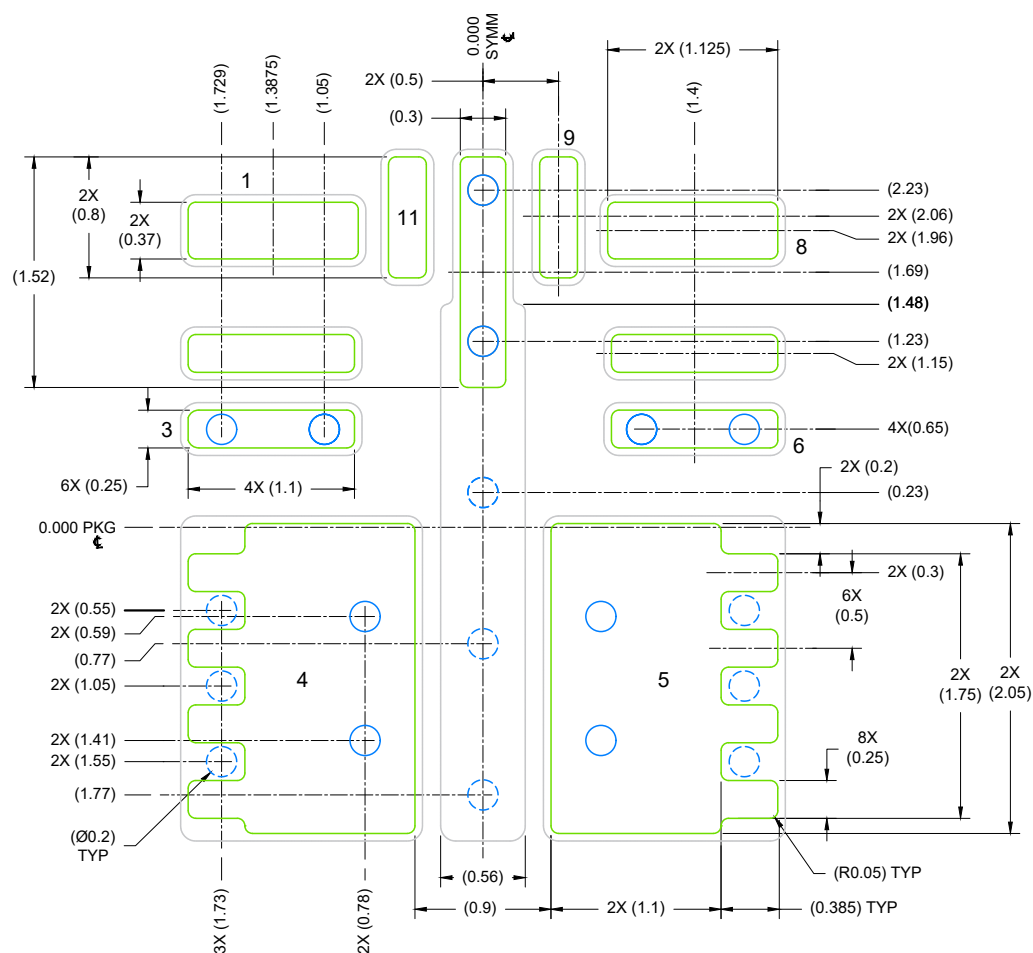 0.000
SYMM
℄
2X (1.125)
2X (0.5)
(0.3)
(1.729)
(1.3875)
(1.05)
(1.4)
9
1
11
8
2X
(0.8)
2X
(0.37)
(1.52)
(2.23)
2X (2.06)
2X (1.96)
(1.69)
(1.48)
(1.23)
2X (1.15)
3
6
4X(0.65)
6X (0.25)
4X (1.1)
2X (0.2)
(0.23)
0.000 PKG
℄
2X (0.3)
6X
(0.5)
2X (0.55)
2X (0.59)
(0.77)
2X (1.05)
4
5
2X
(1.75)
2X
(2.05)
2X (1.41)
2X (1.55)
(1.77)
8X
(0.25)
(Ø0.2)
TYP
(R0.05) TYP
(0.56)
(0.9)
2X (1.1)
(0.385) TYP
3X (1.73)
2X (0.78)